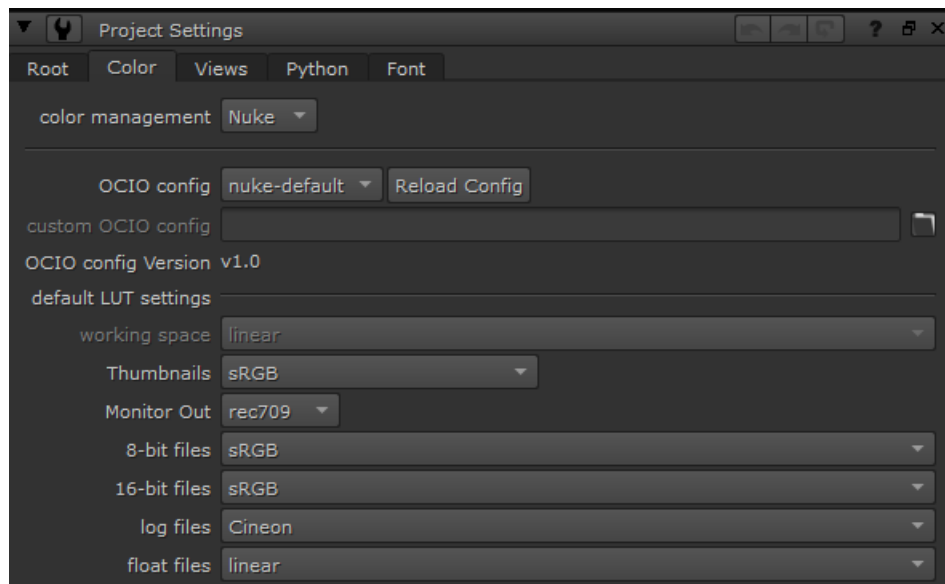 Project Settings ?
Root Color Views Python Font
color management Nuke
OCIO config nuke-default Reload Config
custom OCIO config
OCIO config Version v1.0
default LUT settings
working space linear
Thumbnails sRGB
Monitor Out rec709
8-bit files sRGB
16-bit files sRGB
log files Cineon
float files linear